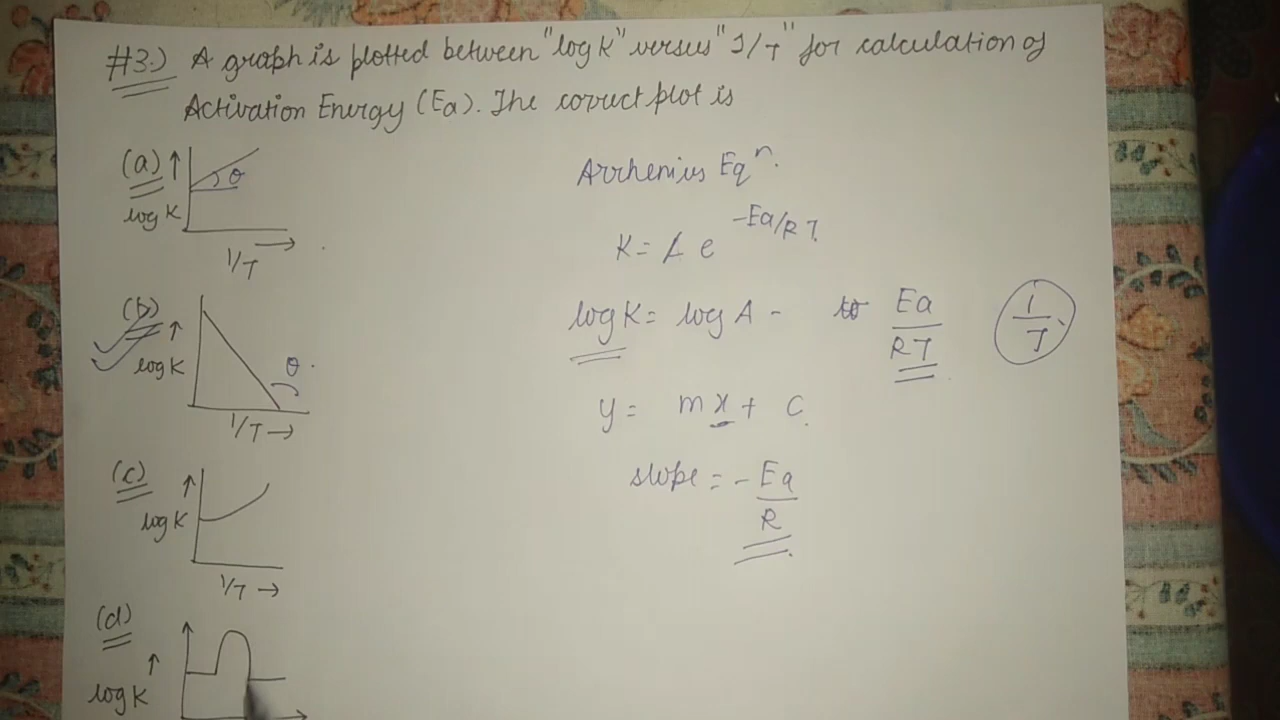 #3.) A graph is plotted between "log K" versus "1/T" for calculation of
Activation Energy (Ea). The correct plot is
(a) ↑
θ
log K
1/T →
(b) ↑
log K
θ
1/T →
(c) ↑
log K
1/T →
(d)
↑
log K
Arrhenius Eqⁿ.
K = A e -Ea/RT
log K = log A - Ea/RT
1/T
y = mx + C
slope = - Ea/R